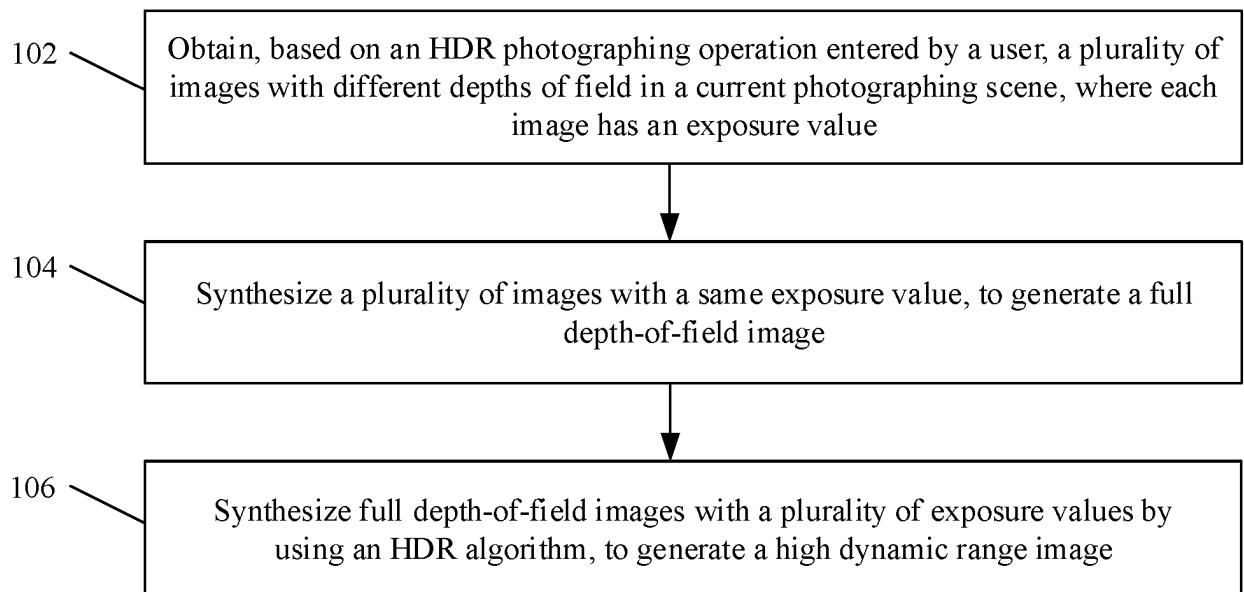 102
Obtain, based on an HDR photographing operation entered by a user, a plurality of
images with different depths of field in a current photographing scene, where each
image has an exposure value
104
Synthesize a plurality of images with a same exposure value, to generate a full
depth-of-field image
106
Synthesize full depth-of-field images with a plurality of exposure values by
using an HDR algorithm, to generate a high dynamic range image